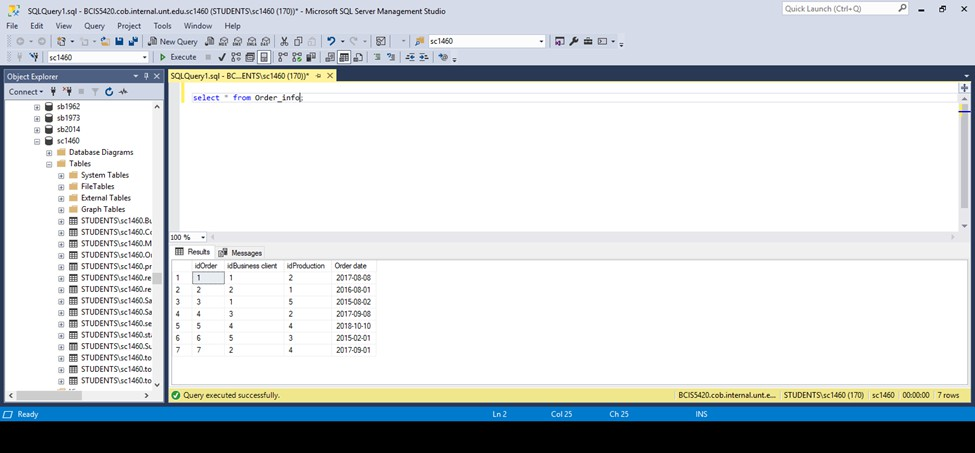 SQLQuery1.sql - BCIS5420.cob.internal.unt.edu.sc1460 (STUDENTS\sc1460 (170))* - Microsoft SQL Server Management Studio
Quick Launch (Ctrl+Q)
File Edit View Query Project Tools Window Help
New Query
sc1460
sc1460
Execute
Object Explorer
SQLQuery1.sql - BC...ENTS\sc1460 (170))*
Connect
select * from Order_info;
sb1962
sb1973
sb2014
sc1460
Database Diagrams
Tables
System Tables
FileTables
External Tables
Graph Tables
STUDENTS\sc1460.Bu
STUDENTS\sc1460.Co
STUDENTS\sc1460.M
STUDENTS\sc1460.Or
STUDENTS\sc1460.pr
STUDENTS\sc1460.re
STUDENTS\sc1460.re
STUDENTS\sc1460.Sa
STUDENTS\sc1460.Sa
STUDENTS\sc1460.se
STUDENTS\sc1460.sta
STUDENTS\sc1460.Su
STUDENTS\sc1460.to
STUDENTS\sc1460.to
STUDENTS\sc1460.to
100 %
Results Messages
idOrder idBusiness client idProduction Order date
1 1 1 2 2017-08-08
2 2 2 1 2016-08-01
3 3 1 5 2015-08-02
4 4 3 2 2017-09-08
5 5 4 4 2018-10-10
6 6 5 3 2015-02-01
7 7 2 4 2017-09-01
Query executed successfully.
BCIS5420.cob.internal.unt.e... STUDENTS\sc1460 (170) sc1460 00:00:00 7 rows
Ready Ln 2 Col 25 Ch 25 INS